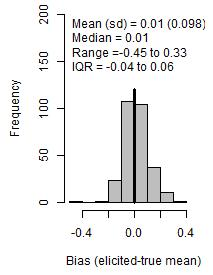 Mean (sd) = 0.01 (0.098)
Median = 0.01
Range =-0.45 to 0.33
IQR = -0.04 to 0.06
Frequency
200
150
100
50
0
-0.4 0.0 0.4
Bias (elicited-true mean)